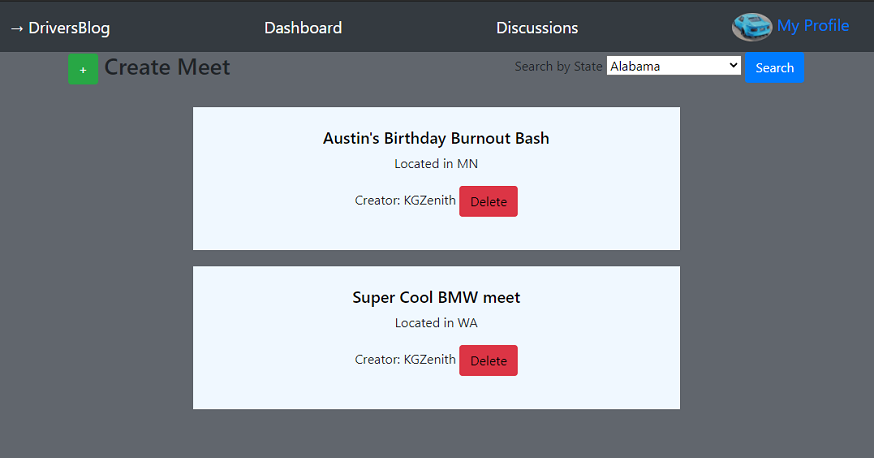 → DriversBlog Dashboard Discussions My Profile
+ Create Meet Search by State Alabama Search
Austin's Birthday Burnout Bash
Located in MN
Creator: KGZenith Delete
Super Cool BMW meet
Located in WA
Creator: KGZenith Delete